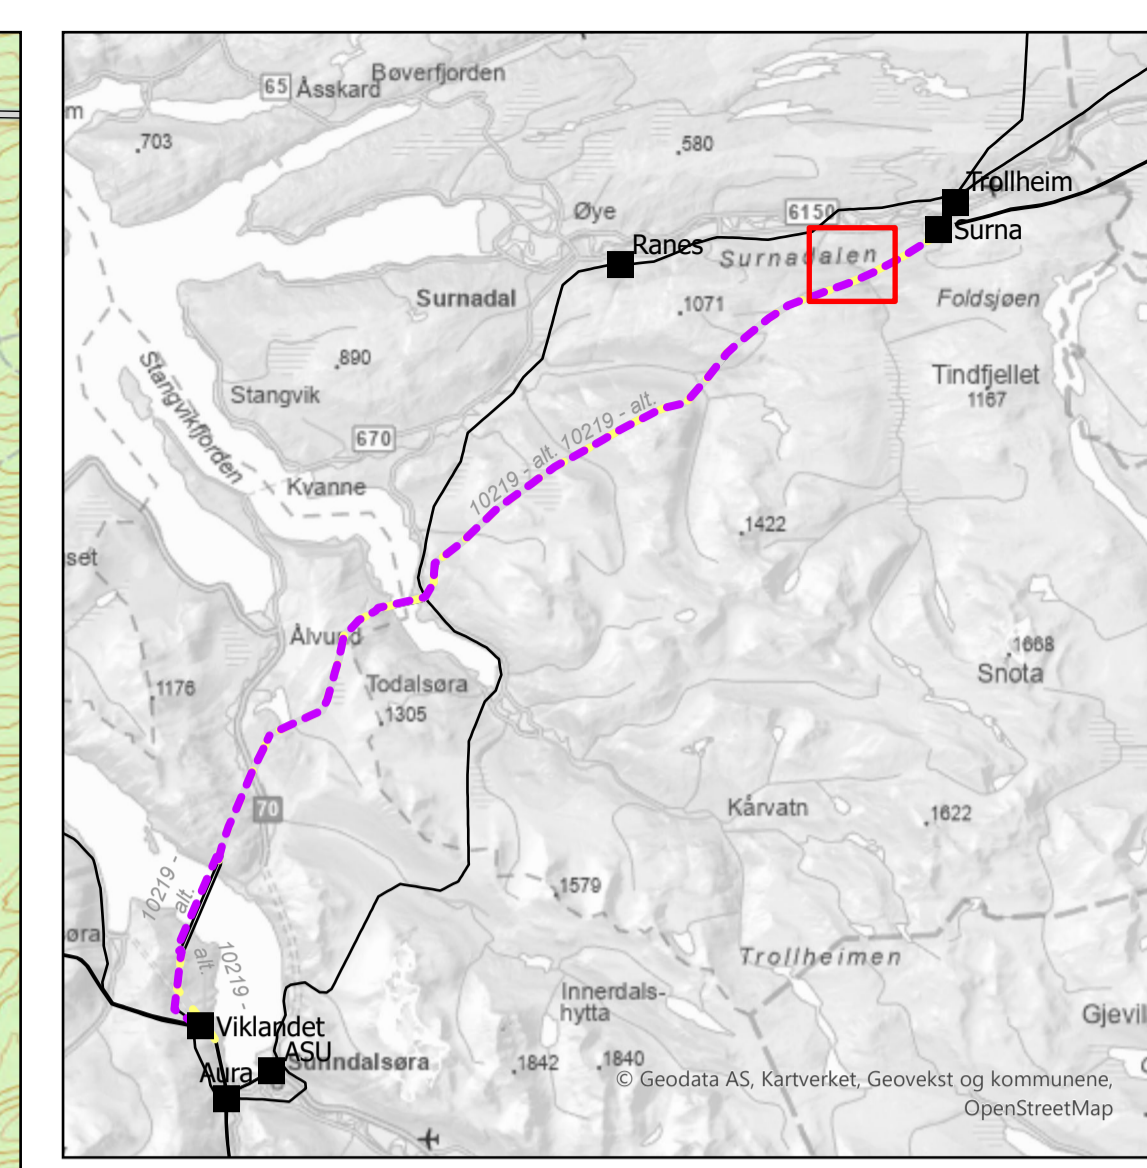 Bøverfjorden
65 Åsskard
m
703
580
Trollheim
Øye
6150
Ranes
Surna
Surnadalen
Surnadal
1071
Foldsjøen
890
Stangvik
Tindfjellet
1167
Stangvikfjorden
670
10219 - alt. 10219 - alt.
Kvanne
1422
set
Ålvund
1668
Snota
1176
Todalsøra
1305
70
Kårvatn
1622
10219 -
alt.
1579
øra
alt.
10219 -
Trollheimen
Innerdals-
hytta
Gjevil
Viklandet
ASU
Sunndalsøra
Aura
1842
1840
© Geodata AS, Kartverket, Geovekst og kommunene,
OpenStreetMap